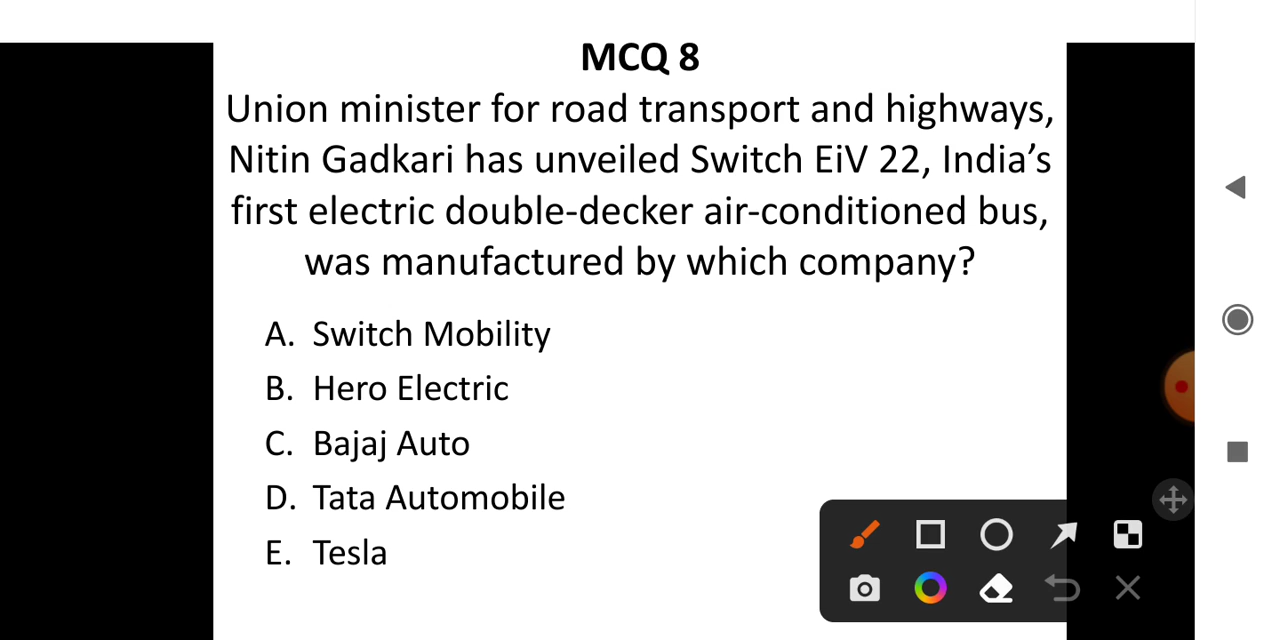 MCQ 8
Union minister for road transport and highways,
Nitin Gadkari has unveiled Switch EiV 22, India’s
first electric double-decker air-conditioned bus,
was manufactured by which company?
A. Switch Mobility
B. Hero Electric
C. Bajaj Auto
D. Tata Automobile
E. Tesla